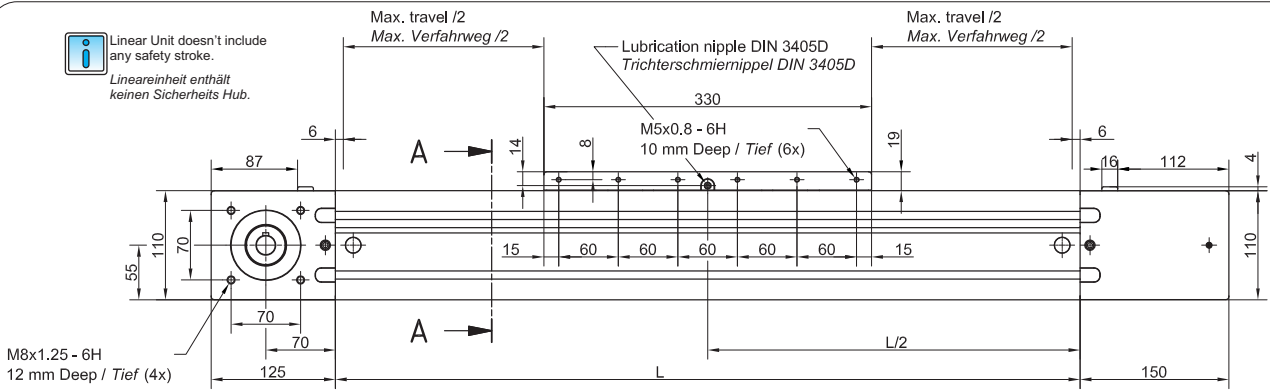 Linear Unit doesn't include
any safety stroke.
Lineareinheit enthält
keinen Sicherheits Hub.
Max. travel /2
Max. Verfahrweg /2
Lubrication nipple DIN 3405D
Trichterschmiernippel DIN 3405D
Max. travel /2
Max. Verfahrweg /2
330
M5x0.8 - 6H
10 mm Deep / Tief (6x)
6
A
14
8
19
6
87
16
112
4
110
70
55
15
60
60
60
60
60
15
110
70
A
70
L/2
M8x1.25 - 6H
12 mm Deep / Tief (4x)
125
L
150